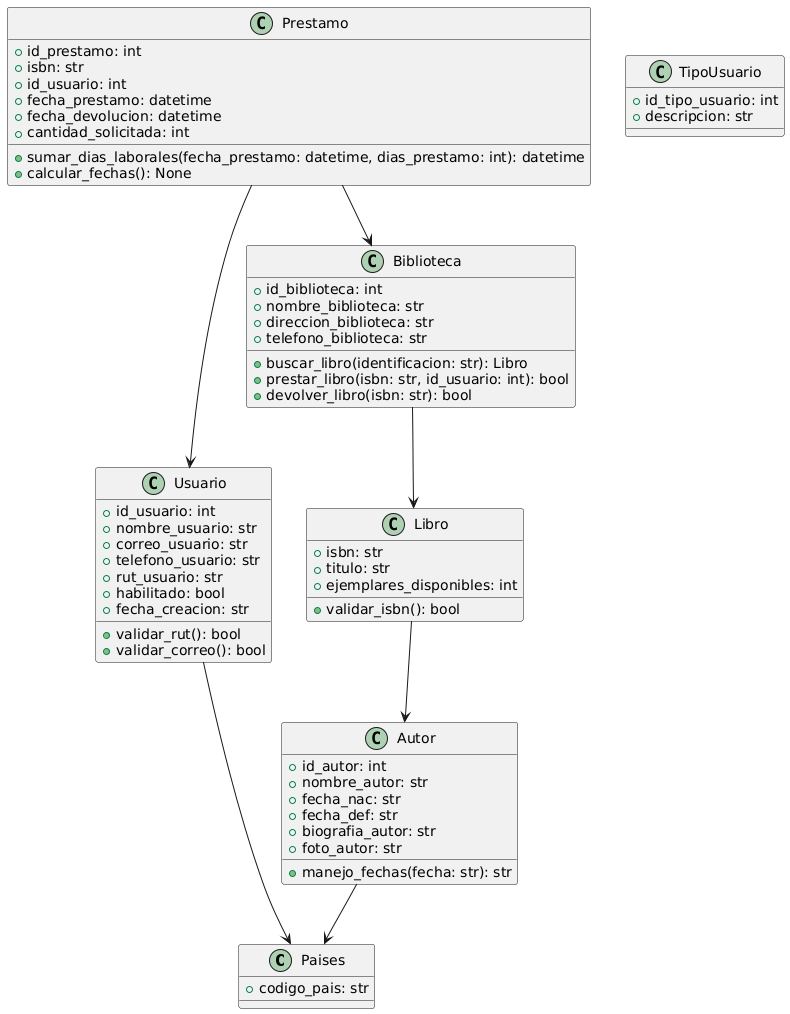 C Prestamo
id_prestamo: int
isbn: str
id_usuario: int
fecha_prestamo: datetime
fecha_devolucion: datetime
cantidad_solicitada: int
sumar_dias_laborales(fecha_prestamo: datetime, dias_prestamo: int): datetime
calcular_fechas(): None
C TipoUsuario
id_tipo_usuario: int
descripcion: str
C Biblioteca
id_biblioteca: int
nombre_biblioteca: str
direccion_biblioteca: str
telefono_biblioteca: str
buscar_libro(identificacion: str): Libro
prestar_libro(isbn: str, id_usuario: int): bool
devolver_libro(isbn: str): bool
C Usuario
id_usuario: int
nombre_usuario: str
correo_usuario: str
telefono_usuario: str
rut_usuario: str
habilitado: bool
fecha_creacion: str
validar_rut(): bool
validar_correo(): bool
C Libro
isbn: str
titulo: str
ejemplares_disponibles: int
validar_isbn(): bool
C Autor
id_autor: int
nombre_autor: str
fecha_nac: str
fecha_def: str
biografia_autor: str
foto_autor: str
manejo_fechas(fecha: str): str
C Paises
codigo_pais: str